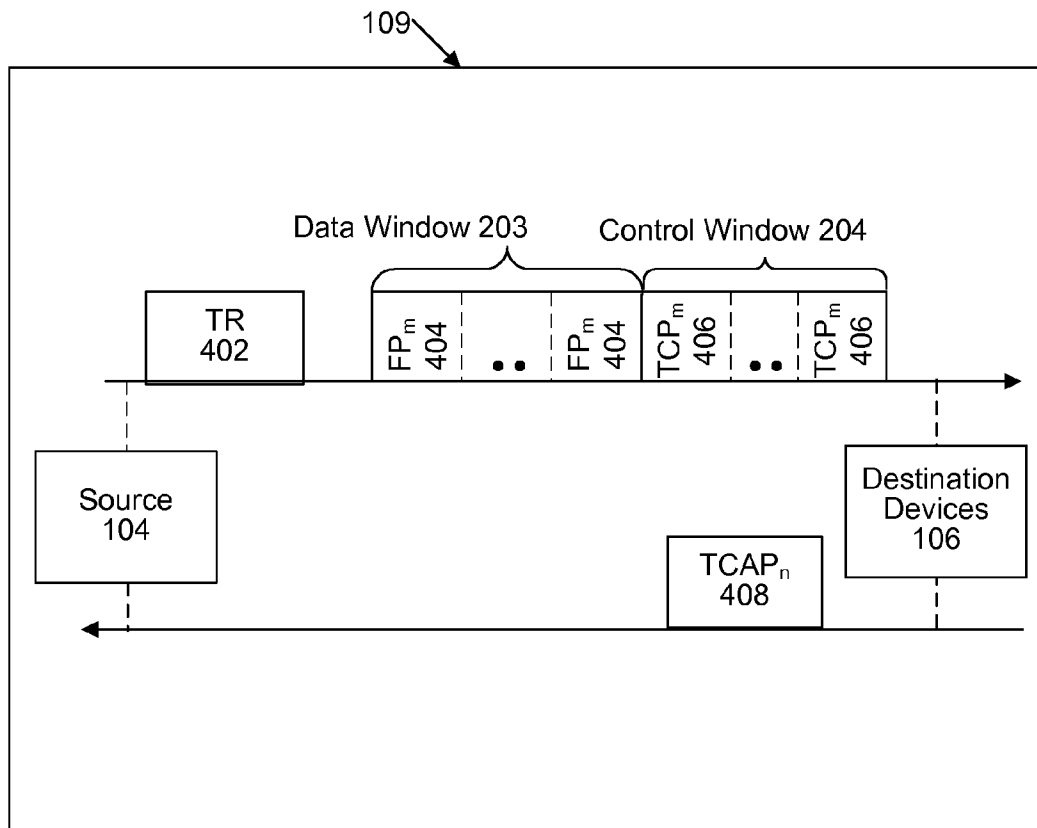 109
Data Window 203
Control Window 204
TR
402
FPm
404
FPm
404
TCPm
406
TCPm
406
Source
104
Destination
Devices
106
TCAPn
408